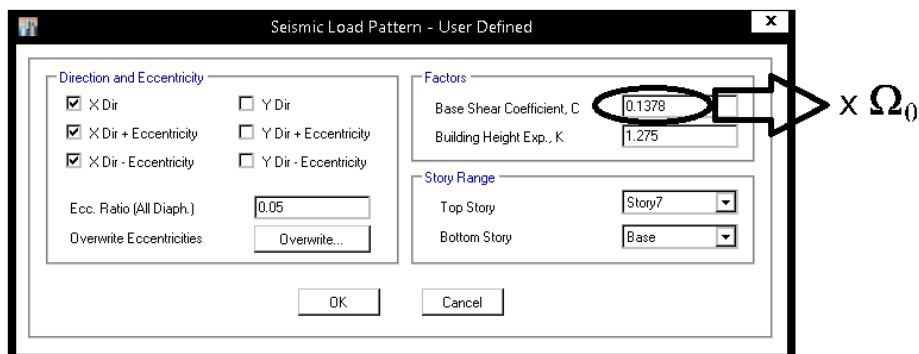 Seismic Load Pattern - User Defined
x
Direction and Eccentricity
X Dir
Y Dir
X Dir + Eccentricity
Y Dir + Eccentricity
X Dir - Eccentricity
Y Dir - Eccentricity
Ecc. Ratio (All Diaph.)
0.05
Overwrite Eccentricities
Overwrite...
Factors
Base Shear Coefficient, C
0.1378
Building Height Exp., K
1.275
x Ω₀
Story Range
Top Story
Story7
Bottom Story
Base
OK
Cancel